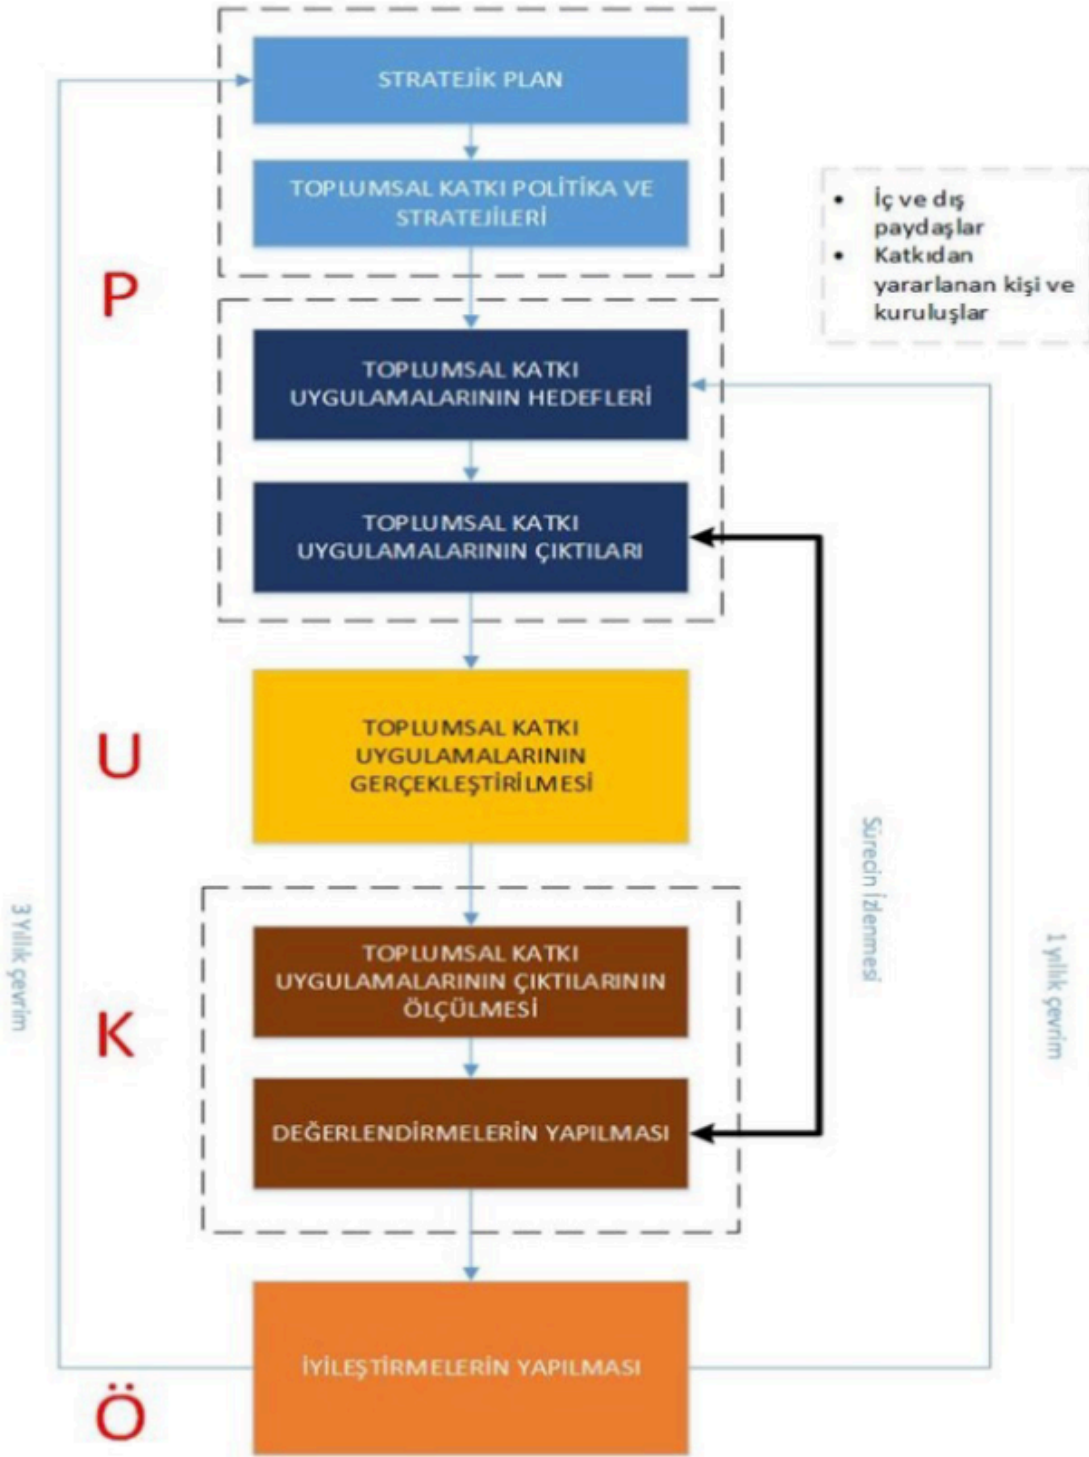 STRATEJİK PLAN
TOPLUMSAL KATKI POLİTİKA VE
STRATEJİLERİ
P
• İç ve dış
paydaşlar
• Katkıdan
yararlanan kişi ve
kuruluşlar
TOPLUMSAL KATKI
UYGULAMALARININ HEDEFLERİ
TOPLUMSAL KATKI
UYGULAMALARININ ÇIKTILARI
U
TOPLUMSAL KATKI
UYGULAMALARININ
GERÇEKLEŞTİRİLMESİ
Sürecin İzlenmesi
3 Yıllık çevrim
1 yıllık çevrim
K
TOPLUMSAL KATKI
UYGULAMALARININ ÇIKTILARININ
ÖLÇÜLMESİ
DEĞERLENDİRMELERİN YAPILMASI
İYİLEŞTİRMELERİN YAPILMASI
Ö